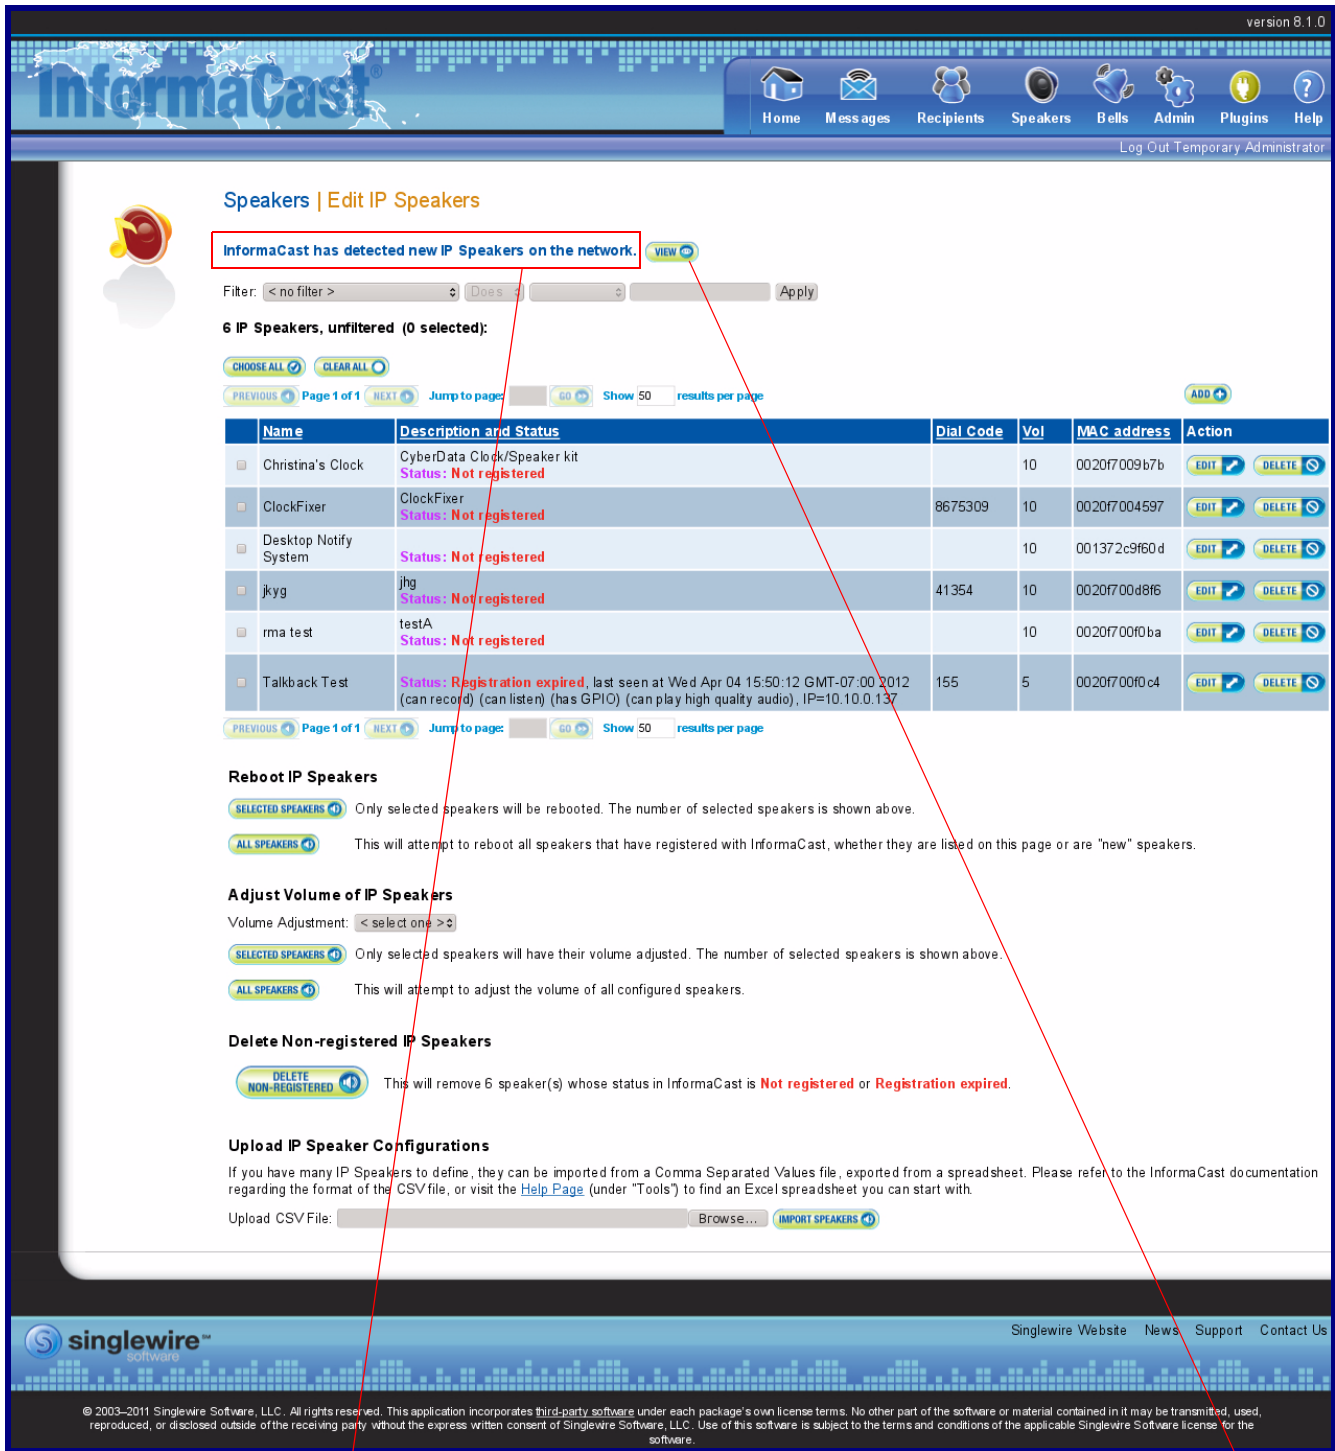 version 8.1.0
InformaCast®
Home Messages Recipients Speakers Bells Admin Plugins Help
Log Out Temporary Administrator
Speakers | Edit IP Speakers
InformaCast has detected new IP Speakers on the network. VIEW
Filter: < no filter > Does Apply
6 IP Speakers, unfiltered (0 selected):
CHOOSE ALL CLEAR ALL
PREVIOUS Page 1 of 1 NEXT Jump to page: GO Show 50 results per page ADD
Name Description and Status Dial Code Vol MAC address Action
Christina's Clock CyberData Clock/Speaker kit
Status: Not registered 10 0020f7009b7b EDIT DELETE
ClockFixer ClockFixer
Status: Not registered 8675309 10 0020f7004597 EDIT DELETE
Desktop Notify
System Status: Not registered 10 001372c9f60d EDIT DELETE
jkyg jhg
Status: Not registered 41354 10 0020f700d8f6 EDIT DELETE
rma test testA
Status: Not registered 10 0020f700f0ba EDIT DELETE
Talkback Test Status: Registration expired, last seen at Wed Apr 04 15:50:12 GMT-07:00 2012 155 5 0020f700f0c4 EDIT DELETE
(can record) (can listen) (has GPIO) (can play high quality audio), IP=10.10.0.137
PREVIOUS Page 1 of 1 NEXT Jump to page: GO Show 50 results per page
Reboot IP Speakers
SELECTED SPEAKERS Only selected speakers will be rebooted. The number of selected speakers is shown above.
ALL SPEAKERS This will attempt to reboot all speakers that have registered with InformaCast, whether they are listed on this page or are "new" speakers.
Adjust Volume of IP Speakers
Volume Adjustment: < select one >
SELECTED SPEAKERS Only selected speakers will have their volume adjusted. The number of selected speakers is shown above.
ALL SPEAKERS This will attempt to adjust the volume of all configured speakers.
Delete Non-registered IP Speakers
DELETE
NON-REGISTERED This will remove 6 speaker(s) whose status in InformaCast is Not registered or Registration expired.
Upload IP Speaker Configurations
If you have many IP Speakers to define, they can be imported from a Comma Separated Values file, exported from a spreadsheet. Please refer to the InformaCast documentation
regarding the format of the CSV file, or visit the Help Page (under "Tools") to find an Excel spreadsheet you can start with.
Upload CSV File: Browse... IMPORT SPEAKERS
singlewire™
software
Singlewire Website News Support Contact Us
© 2003–2011 Singlewire Software, LLC. All rights reserved. This application incorporates third-party software under each package's own license terms. No other part of the software or material contained in it may be transmitted, used,
reproduced, or disclosed outside of the receiving party without the express written consent of Singlewire Software, LLC. Use of this software is subject to the terms and conditions of the applicable Singlewire Software license for the
software.